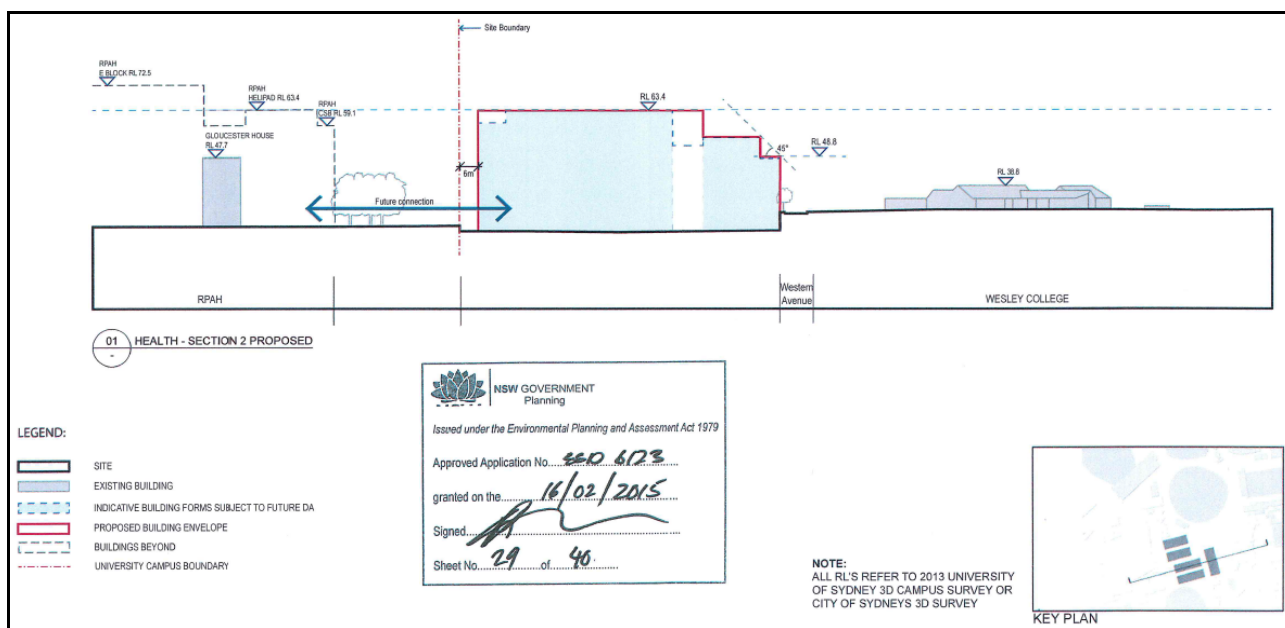 Site Boundary
RPAH
E BLOCK RL 72.5
RPAH
HELIPAD RL 63.4
RPAH
ICSB RL 59.1
GLOUCESTER HOUSE
RL 47.7
RL 63.4
45°
RL 48.8
6m
Future connection
RL 38.8
RPAH
Western
Avenue
WESLEY COLLEGE
01
-
HEALTH - SECTION 2 PROPOSED
NSW GOVERNMENT
Planning
Issued under the Environmental Planning and Assessment Act 1979
Approved Application No. SSD 6123
granted on the 16/02/2015
Signed
Sheet No. 29 of 40
LEGEND:
SITE
EXISTING BUILDING
INDICATIVE BUILDING FORMS SUBJECT TO FUTURE DA
PROPOSED BUILDING ENVELOPE
BUILDINGS BEYOND
UNIVERSITY CAMPUS BOUNDARY
NOTE:
ALL RL'S REFER TO 2013 UNIVERSITY
OF SYDNEY 3D CAMPUS SURVEY OR
CITY OF SYDNEYS 3D SURVEY
KEY PLAN